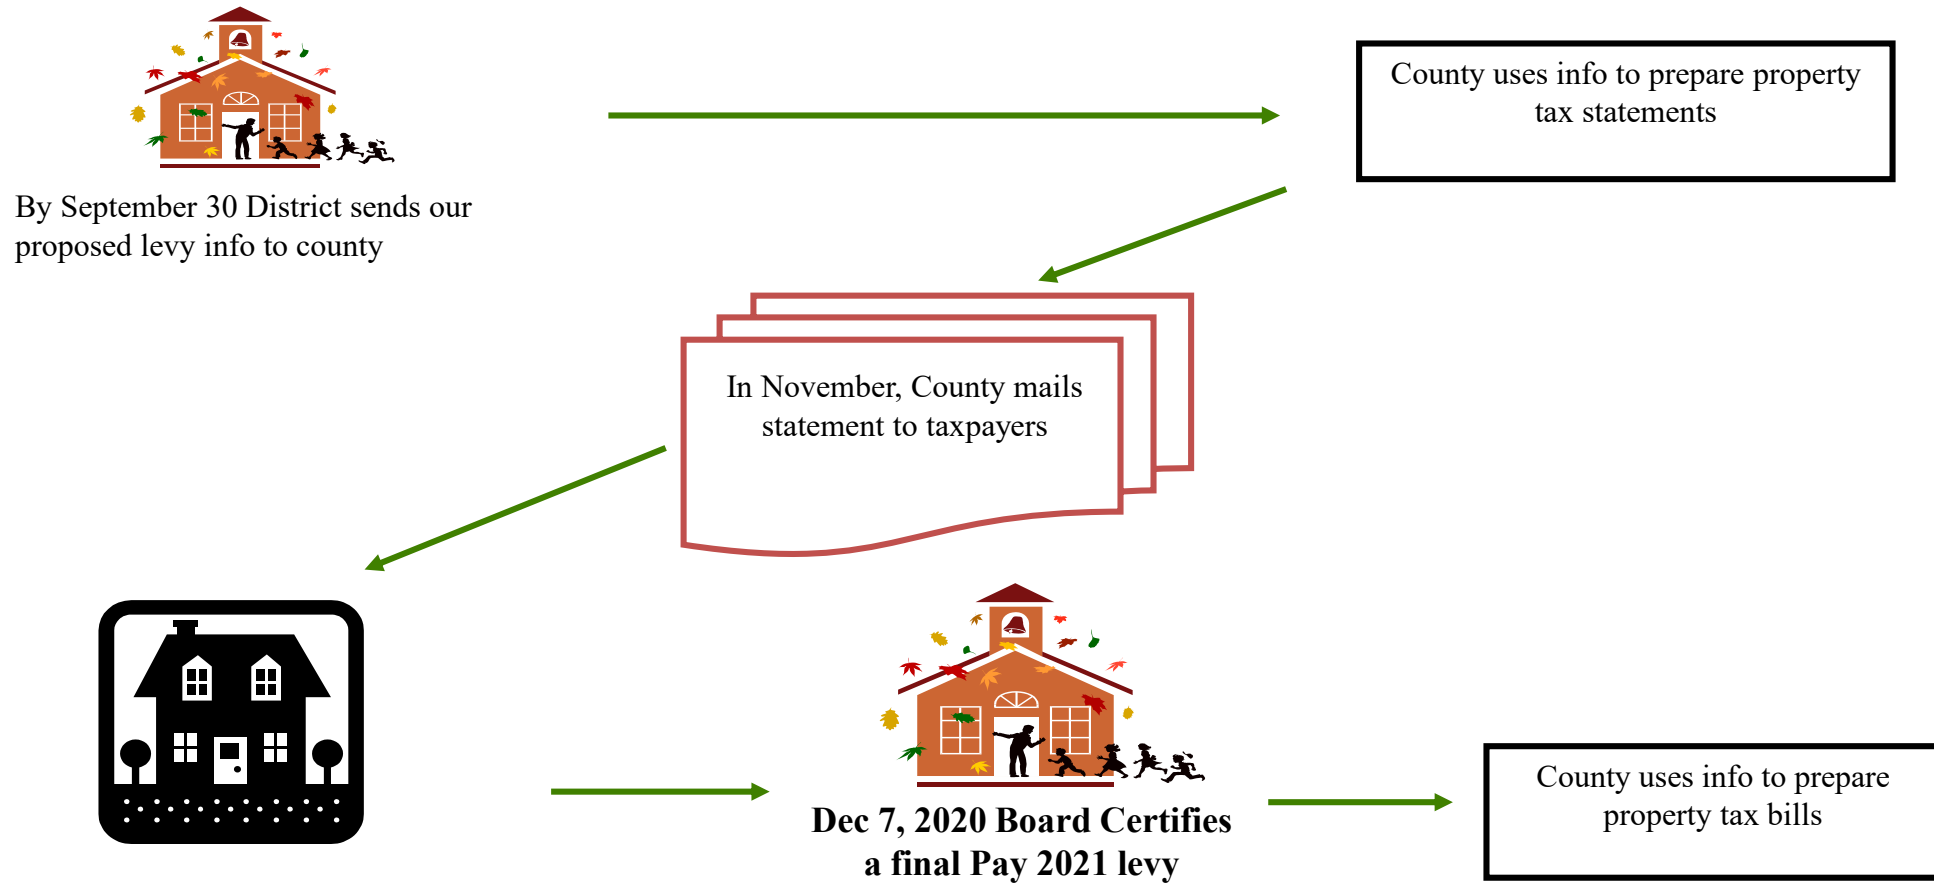 By September 30 District sends our
proposed levy info to county
County uses info to prepare property
tax statements
In November, County mails
statement to taxpayers
Dec 7, 2020 Board Certifies
a final Pay 2021 levy
County uses info to prepare
property tax bills